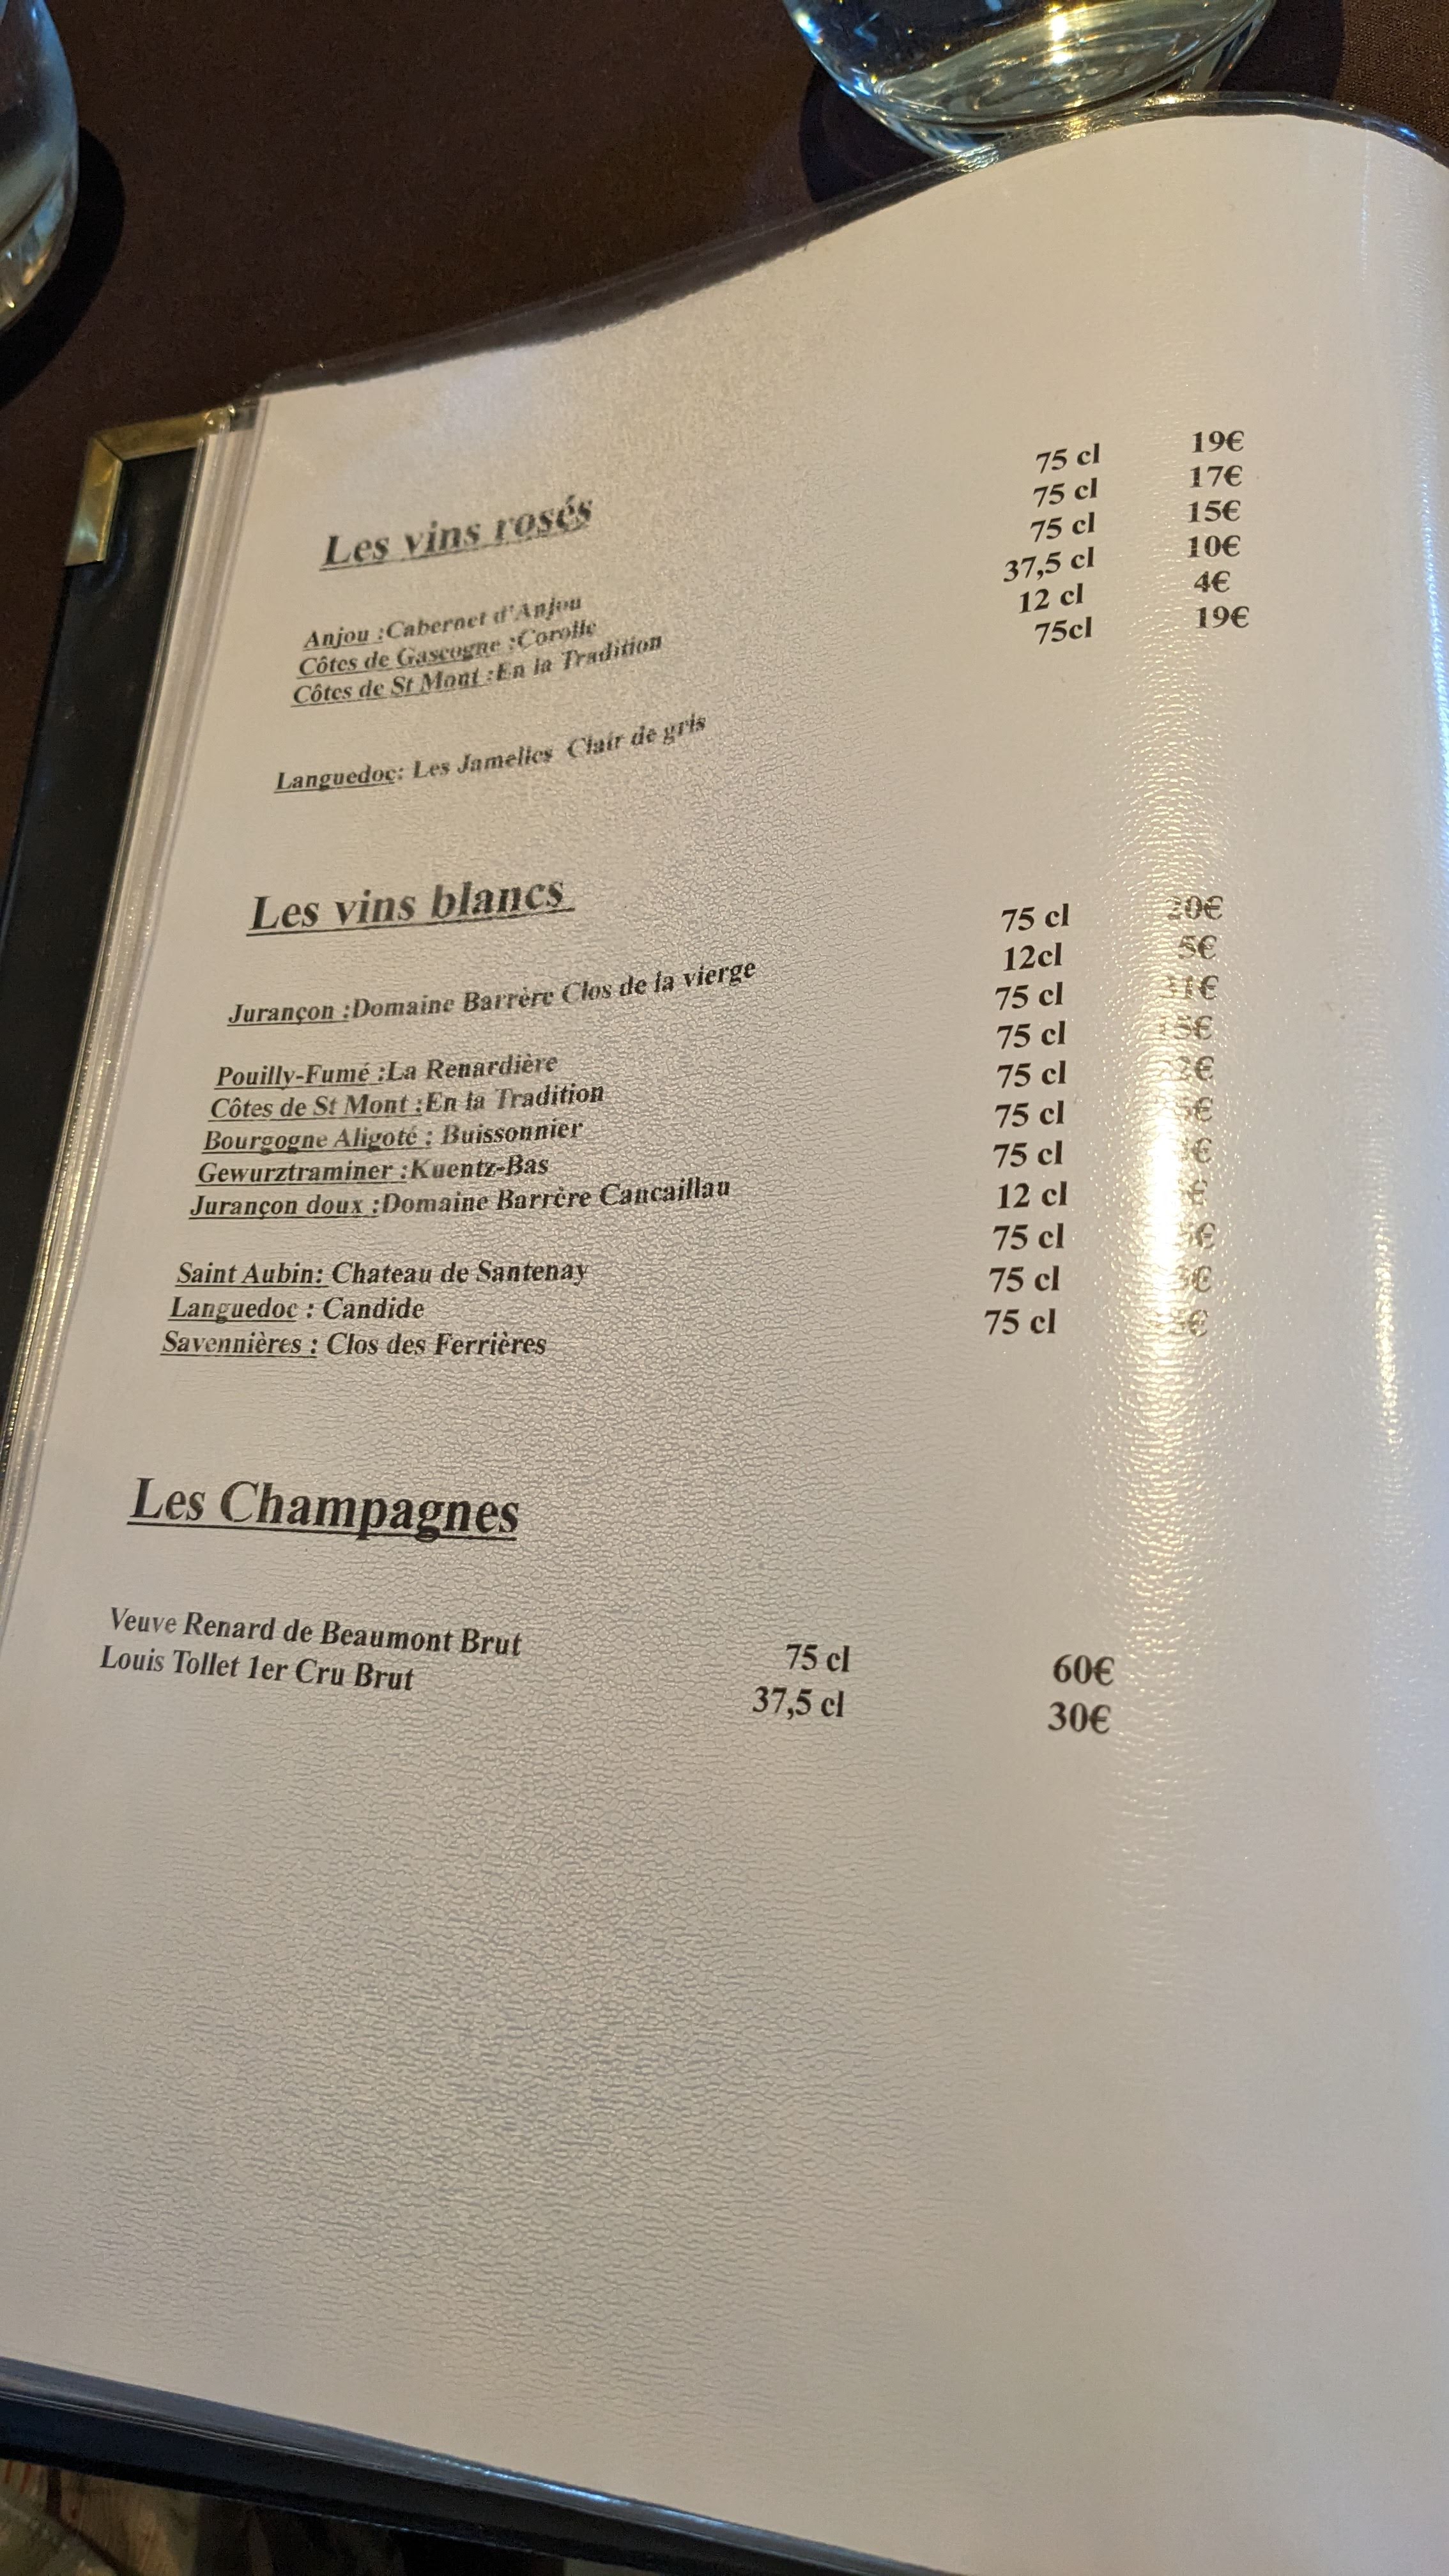 Les vins rosés
Anjou :Cabernet d'Anjou 75 cl 19€
Côtes de Gascogne :Corolle 75 cl 17€
Côtes de St Mont :En la Tradition 75 cl 15€
37,5 cl 10€
12 cl 4€
Languedoc: Les Jamelles Clair de gris 75cl 19€
Les vins blancs
Jurançon :Domaine Barrère Clos de la vierge 75 cl 20€
12cl 5€
Pouilly-Fumé :La Renardière 75 cl
Côtes de St Mont :En la Tradition 75 cl
Bourgogne Aligoté : Buissonnier 75 cl
Gewurztraminer :Kuentz-Bas 75 cl
Jurançon doux :Domaine Barrère Cancaillau 75 cl
12 cl
Saint Aubin: Chateau de Santenay 75 cl
Languedoc : Candide 75 cl
Savennières : Clos des Ferrières 75 cl
Les Champagnes
Veuve Renard de Beaumont Brut 75 cl 60€
Louis Tollet 1er Cru Brut 37,5 cl 30€